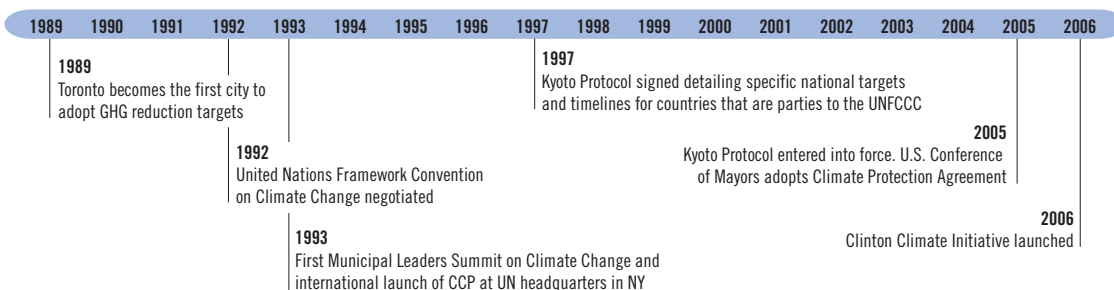 1989 1990 1991 1992 1993 1994 1995 1996 1997 1998 1999 2000 2001 2002 2003 2004 2005 2006
1989
Toronto becomes the first city to
adopt GHG reduction targets
1992
United Nations Framework Convention
on Climate Change negotiated
1993
First Municipal Leaders Summit on Climate Change and
international launch of CCP at UN headquarters in NY
1997
Kyoto Protocol signed detailing specific national targets
and timelines for countries that are parties to the UNFCCC
2005
Kyoto Protocol entered into force. U.S. Conference
of Mayors adopts Climate Protection Agreement
2006
Clinton Climate Initiative launched